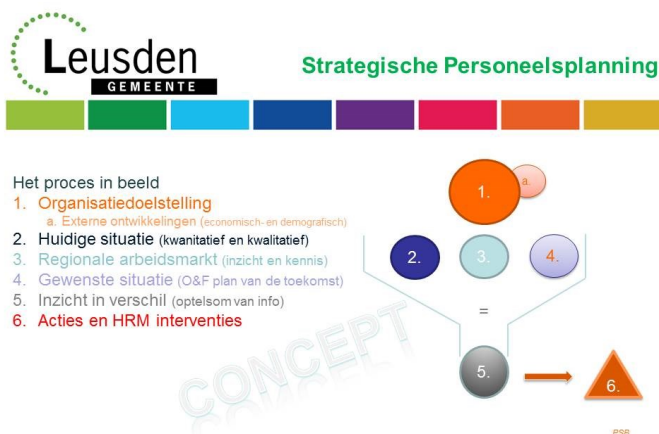 Leusden
GEMEENTE
Strategische Personeelsplanning
Het proces in beeld
1. Organisatiedoelstelling
a. Externe ontwikkelingen (economisch- en demografisch)
2. Huidige situatie (kwanitatief en kwalitatief)
3. Regionale arbeidsmarkt (inzicht en kennis)
4. Gewenste situatie (O&F plan van de toekomst)
5. Inzicht in verschil (optelsom van info)
6. Acties en HRM interventies
1.
a.
2.
3.
4.
=
5.
6.
CONCEPT